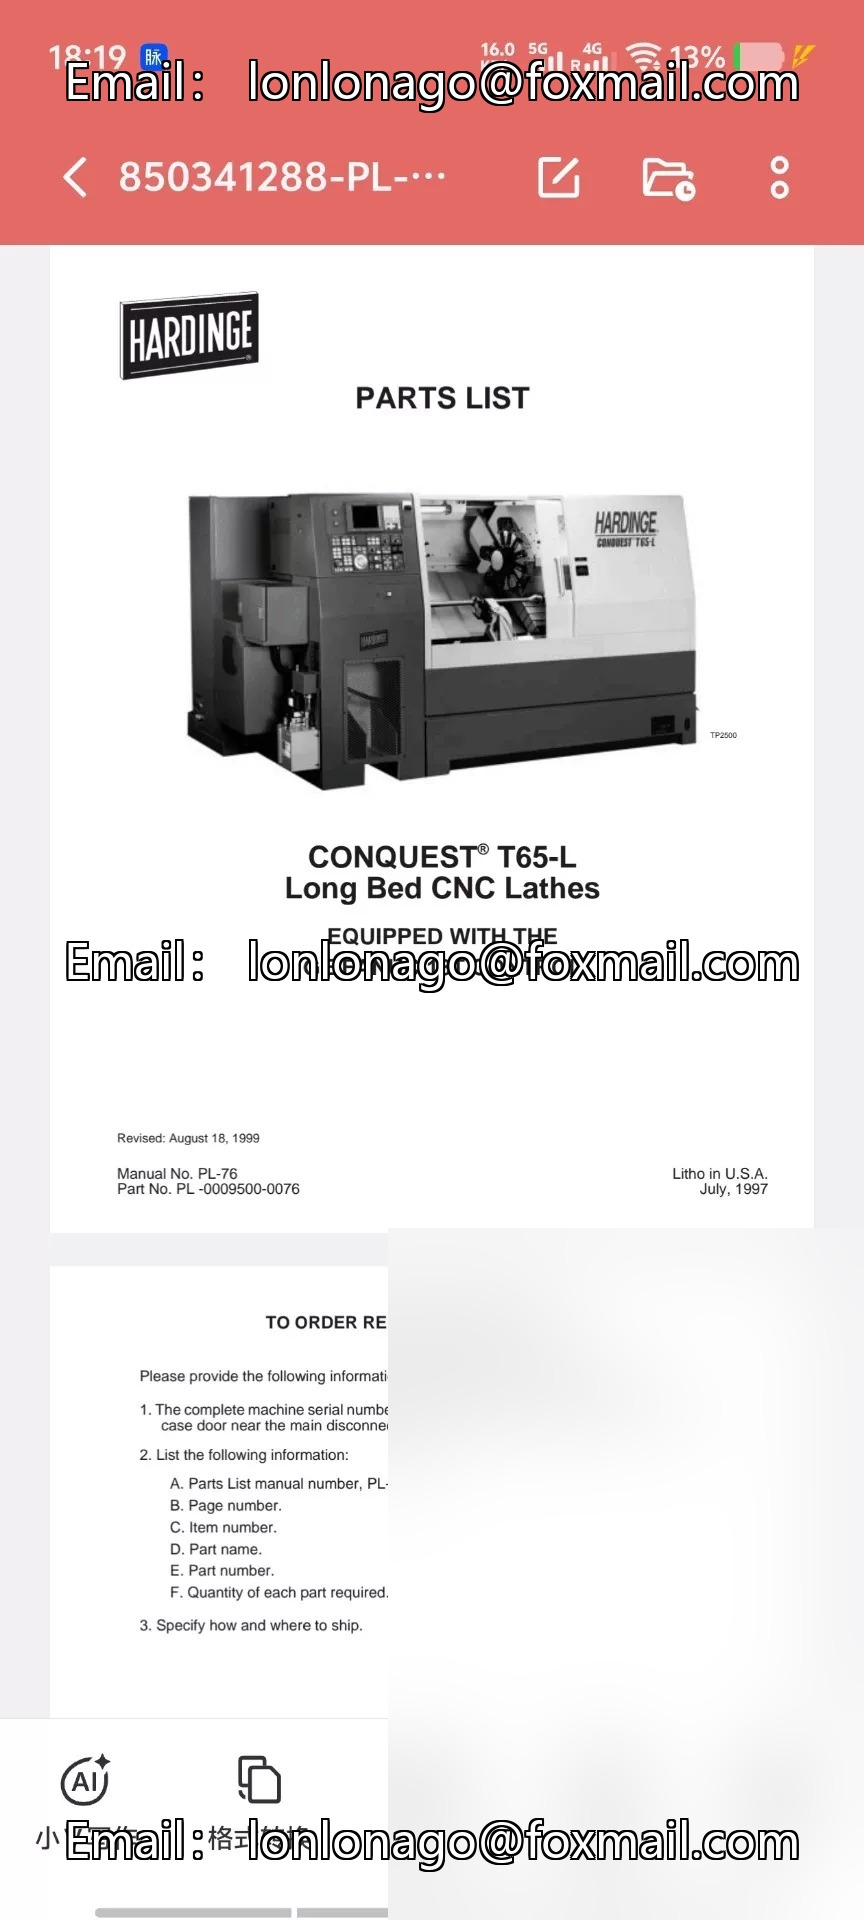 18:19 脉 16.0 5G 4G R 13%
Email: lonlonago@foxmail.com
850341288-PL-···
HARDINGE
PARTS LIST
HARDINGE
CONQUEST T65-L
HARDINGE
TP2500
CONQUEST® T65-L
Long Bed CNC Lathes
EQUIPPED WITH THE
Email: lonlonago@foxmail.com
Revised: August 18, 1999
Manual No. PL-76
Part No. PL -0009500-0076
Litho in U.S.A.
July, 1997
TO ORDER RE
Please provide the following informati
1. The complete machine serial numbe
case door near the main disconne
2. List the following information:
A. Parts List manual number, PL-
B. Page number.
C. Item number.
D. Part name.
E. Part number.
F. Quantity of each part required.
3. Specify how and where to ship.
AI
Email: lonlonago@foxmail.com